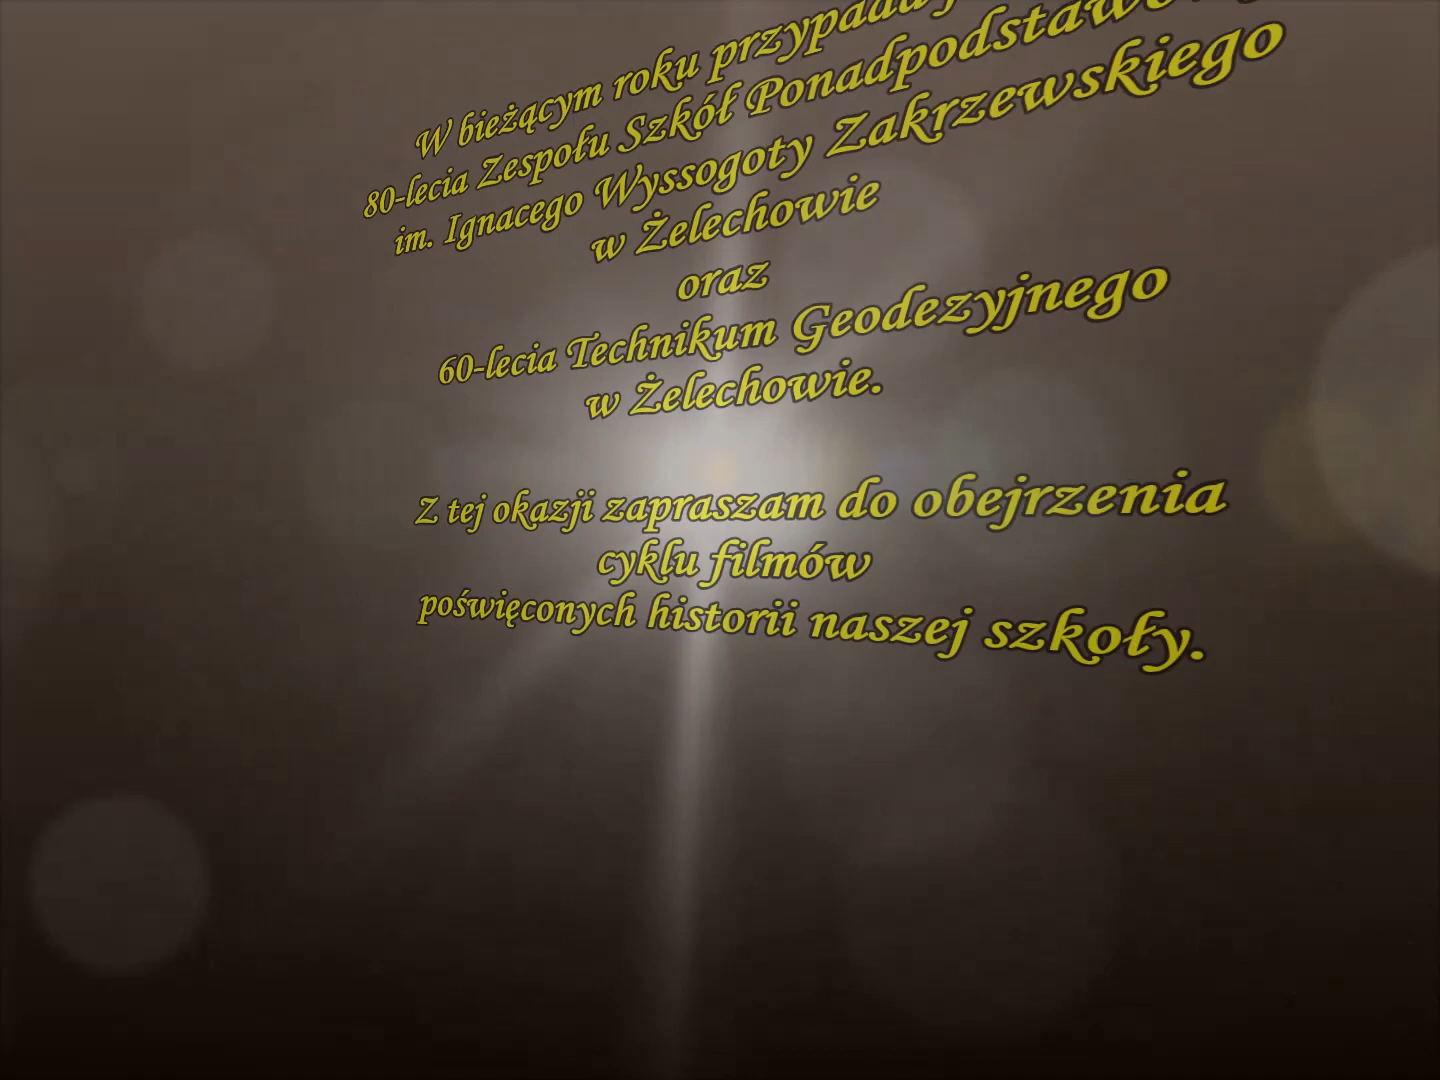 W bieżącym roku przypada
80-lecia Zespołu Szkół
im. Ignacego Wyssogoty Zakrzewskiego
w Żelechowie
oraz
60-lecia Technikum Geodezyjnego
w Żelechowie.
Z tej okazji zapraszam do obejrzenia
cyklu filmów
poświęconych historii naszej szkoły.